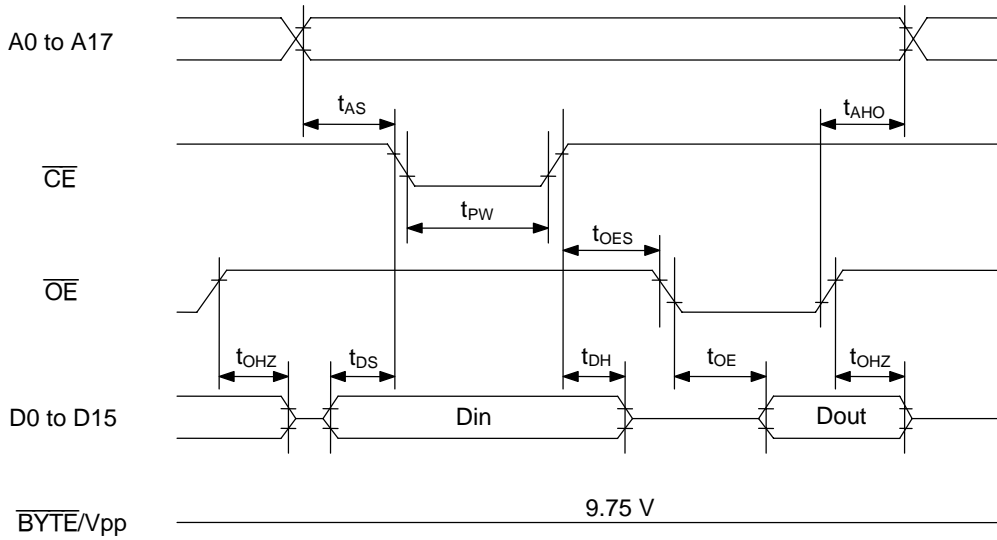 A0 to A17
tAS
tAHO
CE
tPW
tOES
OE
tOHZ
tDS
tDH
tOE
tOHZ
D0 to D15
Din
Dout
9.75 V
BYTE/Vpp